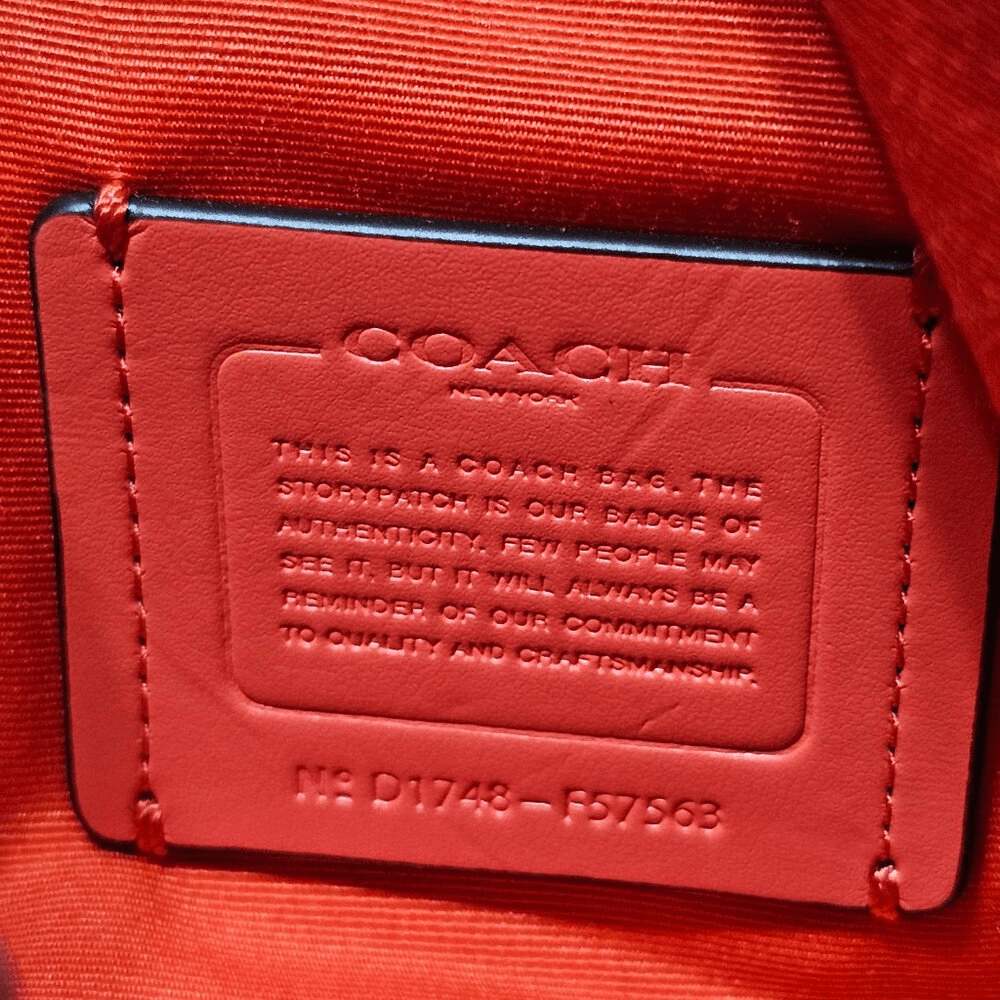 COACH
NEW YORK
THIS IS A COACH BAG. THE
STORYPATCH IS OUR BADGE OF
AUTHENTICITY. FEW PEOPLE MAY
SEE IT. BUT IT WILL ALWAYS BE A
REMINDER OF OUR COMMITMENT
TO QUALITY AND CRAFTSMANSHIP.
Nº D1748-F57563